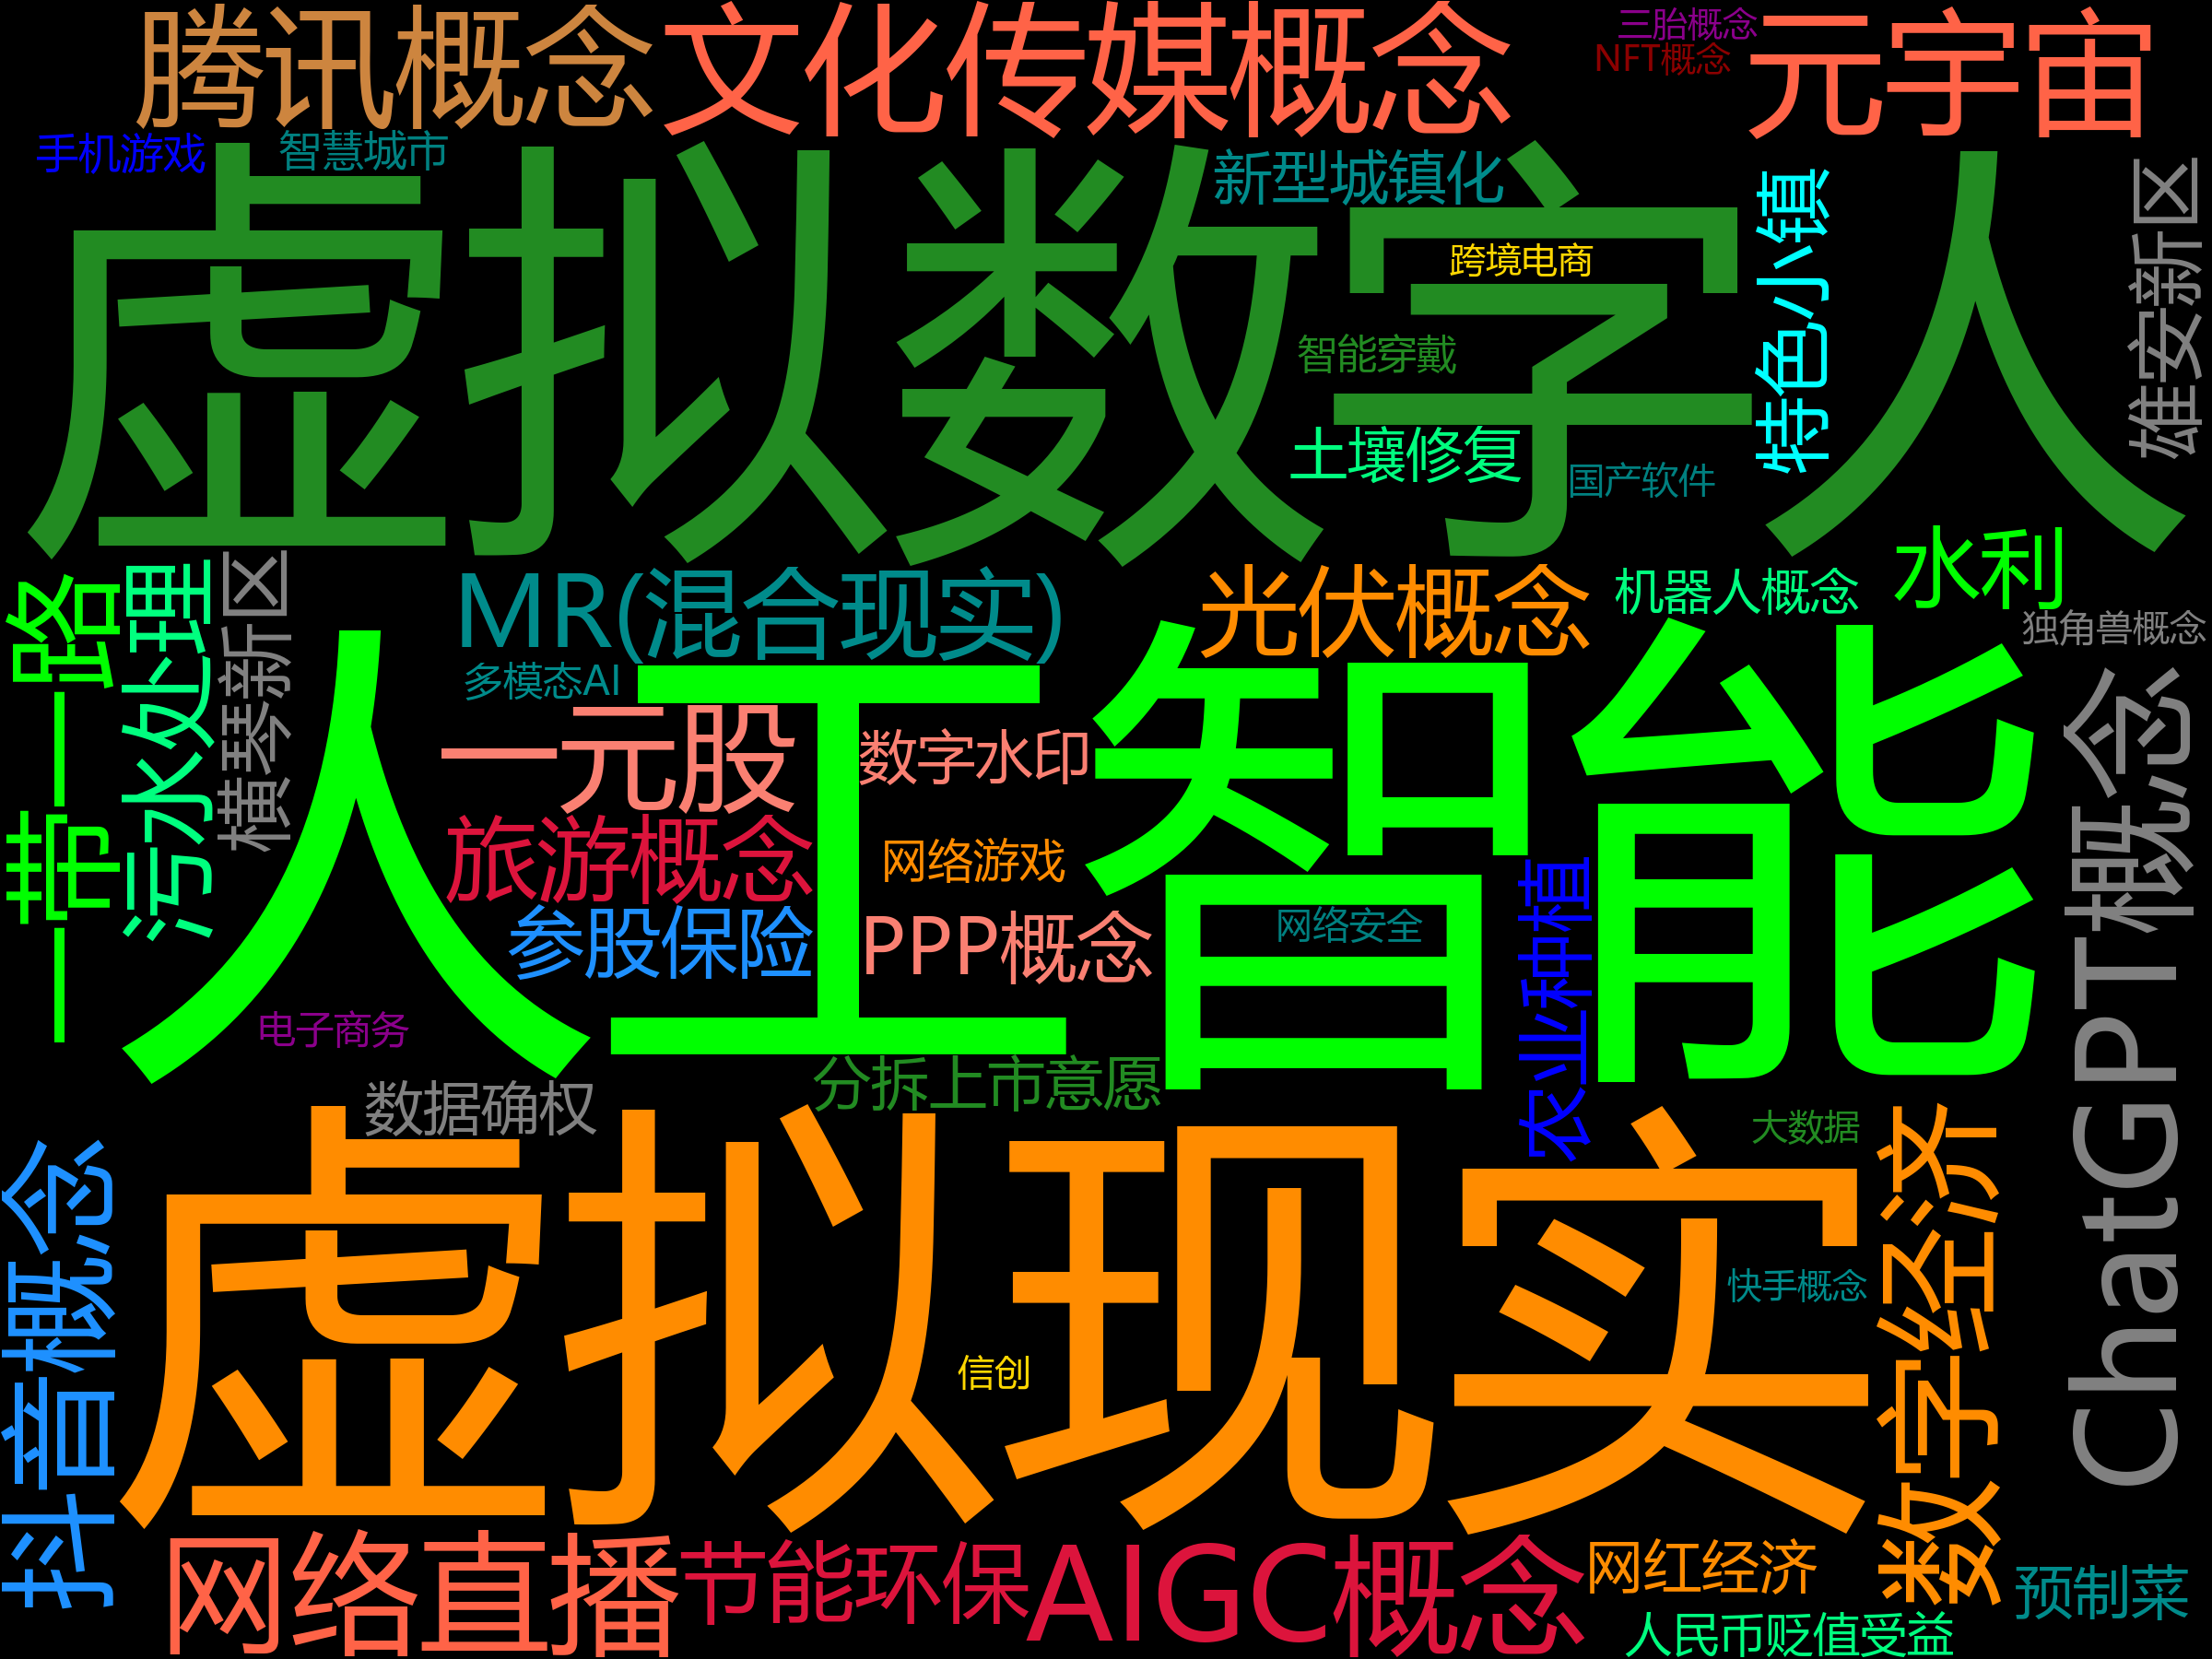 腾讯概念
文化传媒概念
三胎概念
NFT概念
元宇宙
手机游戏
智慧城市
虚拟数字人
新型城镇化
跨境电商
智能穿戴
土壤修复
国产软件
特色小镇
雄安新区
一带一路
污水处理
横琴新区
MR(混合现实)
光伏概念
机器人概念
水利
独角兽概念
多模态AI
人工智能
一元股
数字水印
旅游概念
网络游戏
参股保险
PPP概念
网络安全
农业种植
ChatGPT概念
电子商务
分拆上市意愿
数据确权
大数据
抖音概念
虚拟现实
快手概念
信创
数字经济
网络直播
节能环保
AIGC概念
网红经济
预制菜
人民币贬值受益